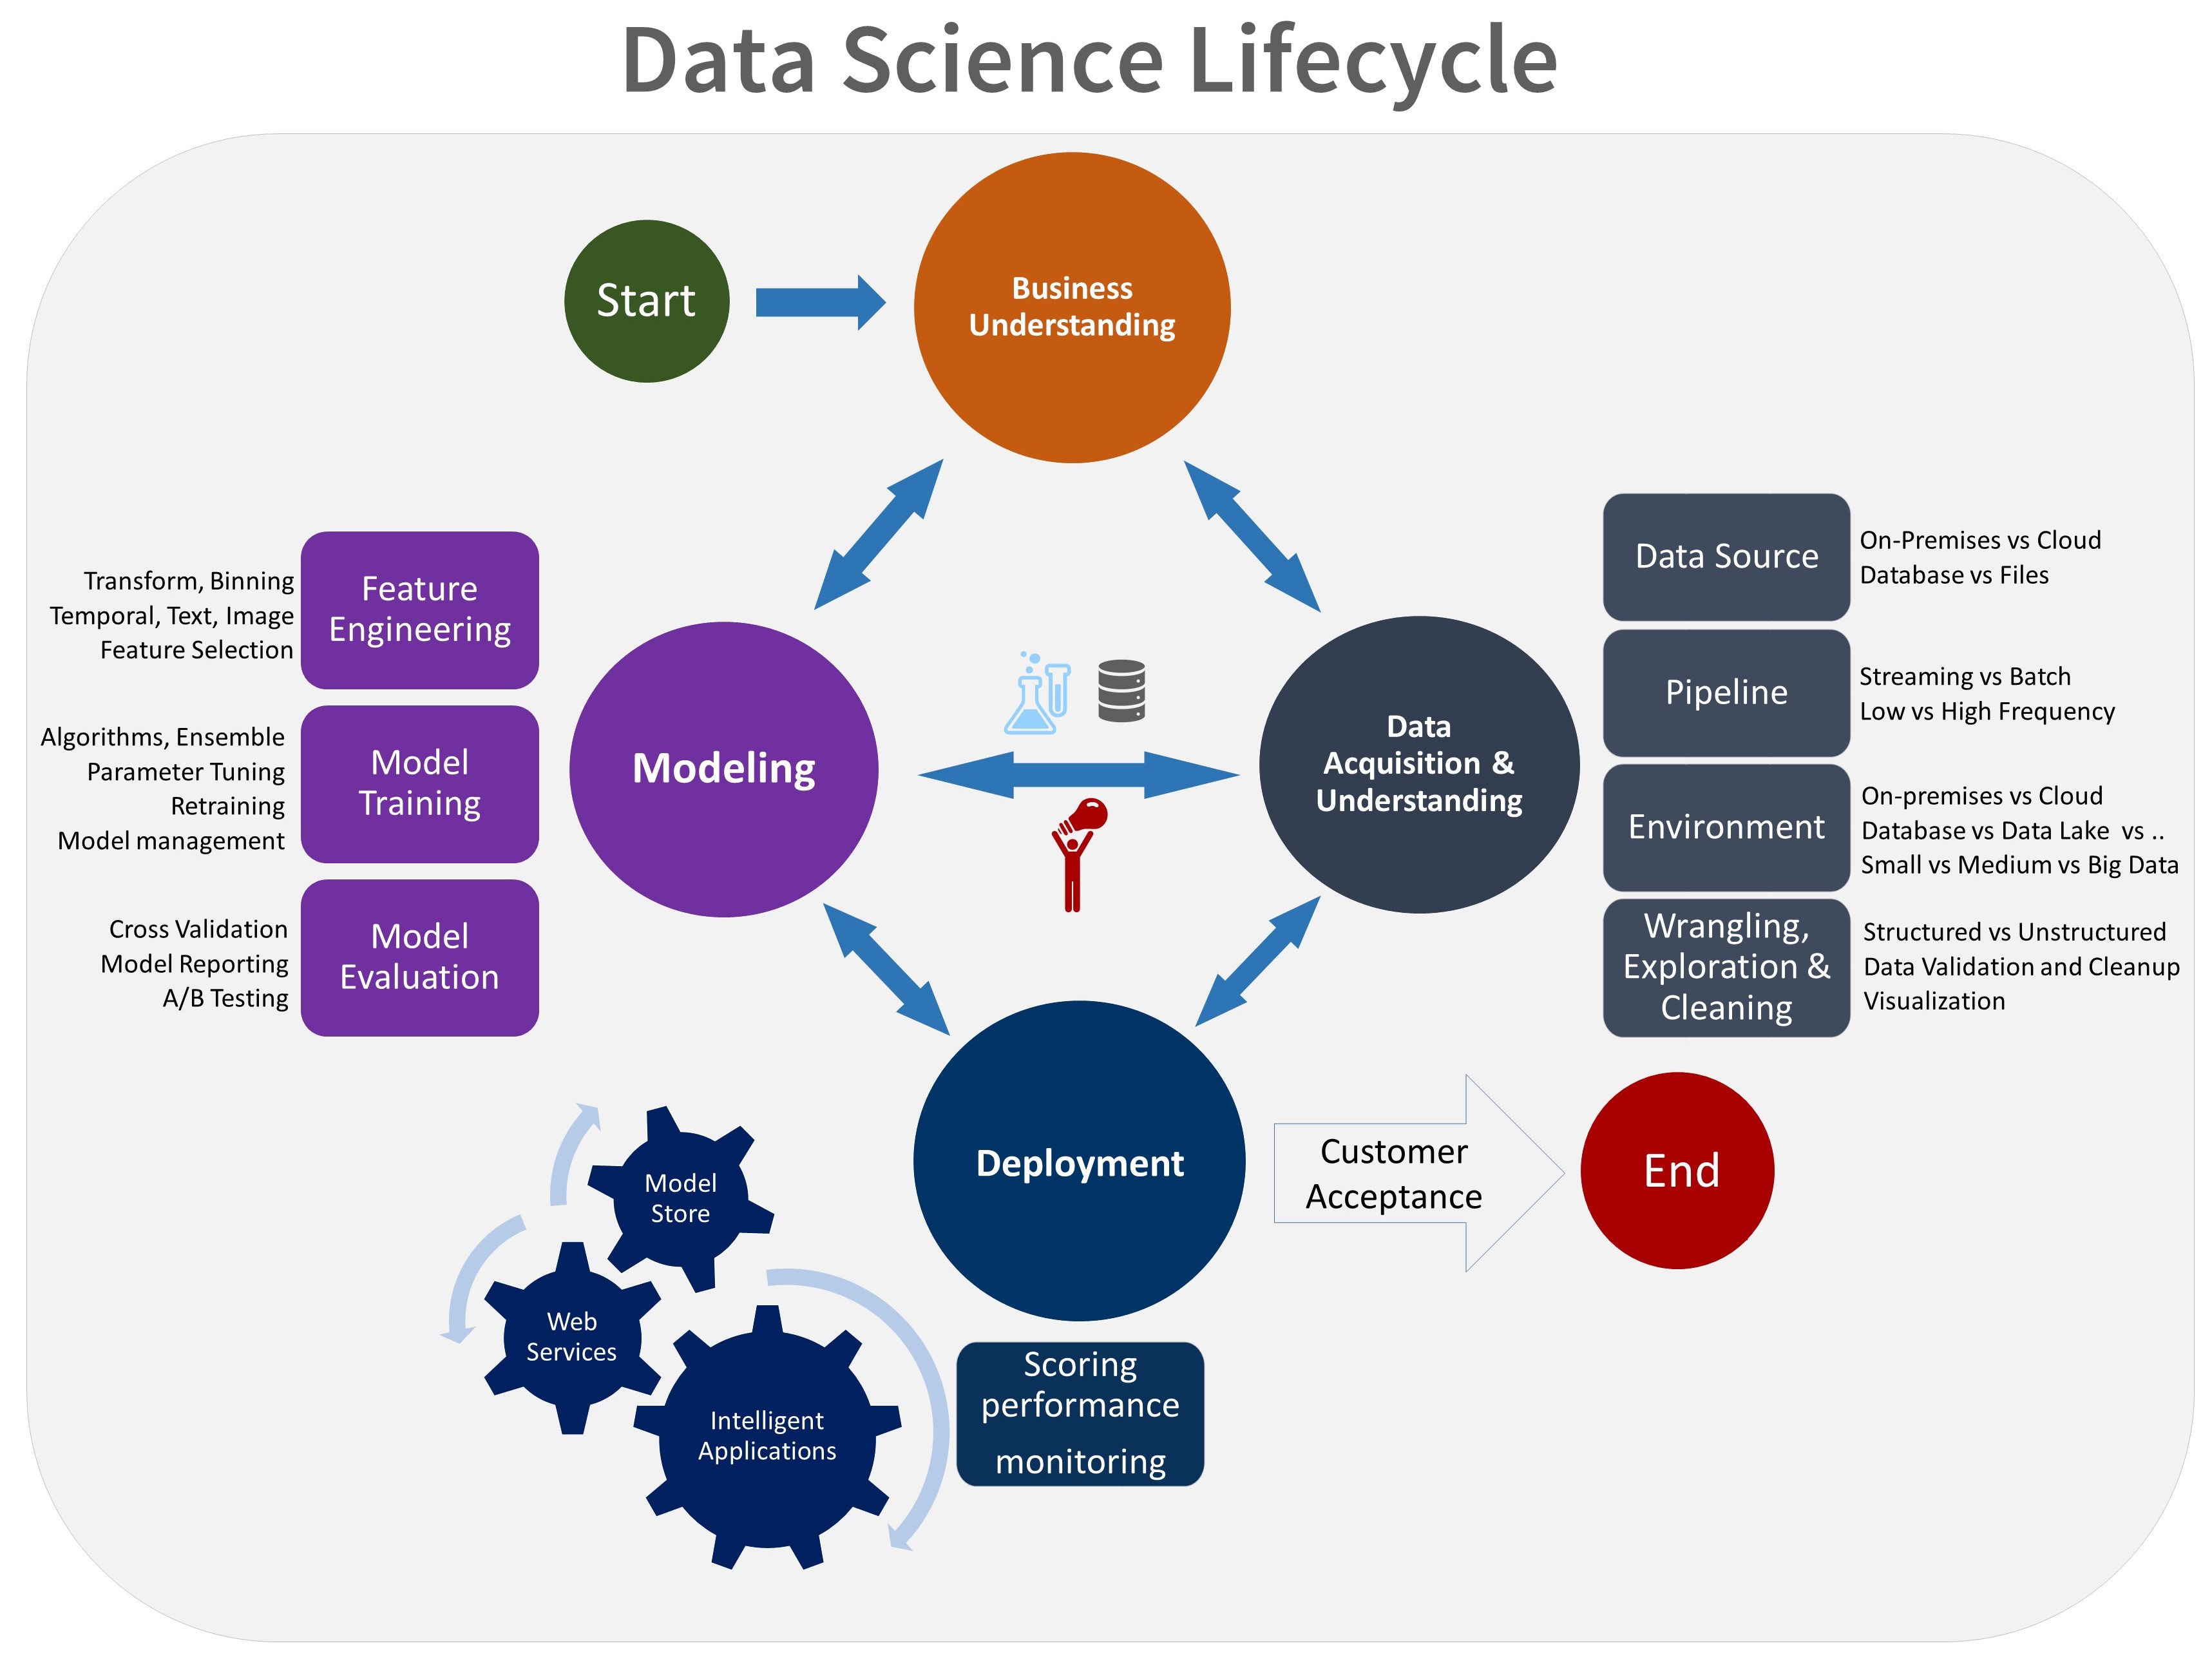 Data Science Lifecycle
Start
Business
Understanding
Feature
Engineering
Transform, Binning
Temporal, Text, Image
Feature Selection
Model
Training
Algorithms, Ensemble
Parameter Tuning
Retraining
Model management
Model
Evaluation
Cross Validation
Model Reporting
A/B Testing
Modeling
Data
Acquisition &
Understanding
Data Source
On-Premises vs Cloud
Database vs Files
Pipeline
Streaming vs Batch
Low vs High Frequency
Environment
On-premises vs Cloud
Database vs Data Lake  vs ..
Small vs Medium vs Big Data
Wrangling,
Exploration &
Cleaning
Structured vs Unstructured
Data Validation and Cleanup
Visualization
Deployment
Customer
Acceptance
End
Model
Store
Web
Services
Intelligent
Applications
Scoring
performance
monitoring